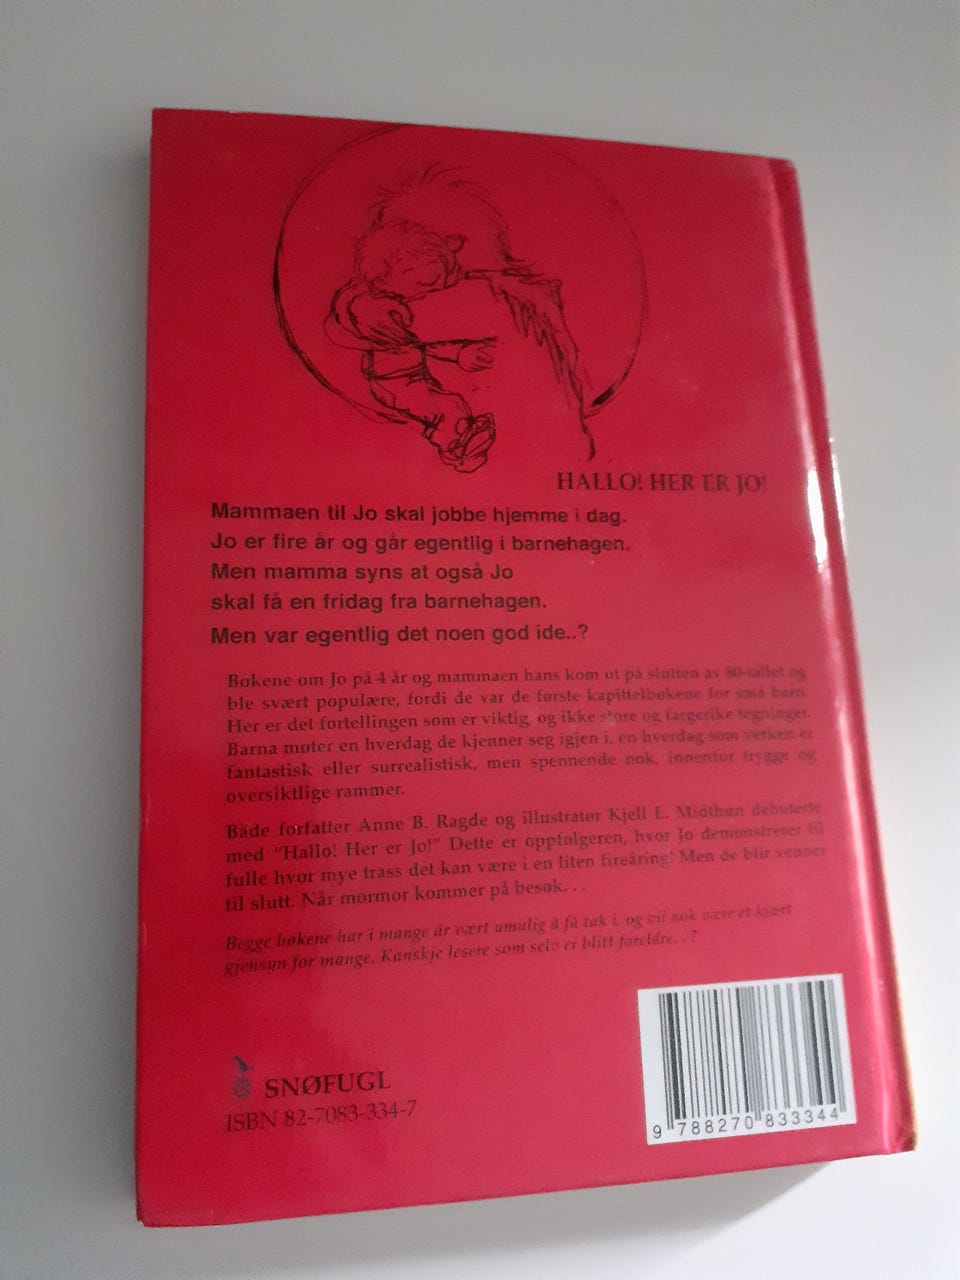 HALLO! HER ER JO!
Mammaen til Jo skal jobbe hjemme i dag.
Jo er fire år og går egentlig i barnehagen.
Men mamma syns at også Jo
skal få en fridag fra barnehagen.
Men var egentlig det noen god ide..?
Bøkene om Jo på 4 år og mammaen hans kom ut på slutten av 80-tallet og
ble svært populære, fordi de var de første kapittelbøkene for små barn.
Her er det fortellingen som er viktig, og ikke store og fargerike tegninger.
Barna møter en hverdag de kjenner seg igjen i, en hverdag som verken er
fantastisk eller surrealistisk, men spennende nok, innenfor trygge og
oversiktlige rammer.
Både forfatter Anne B. Ragde og illustratør Kjell E. Midthun debuterte
med "Hallo! Her er Jo!" Dette er oppfølgeren, hvor Jo demonstrerer til
fulle hvor mye trass det kan være i en liten fireåring! Men de blir venner
til slutt. Når mormor kommer på besøk. . .
Begge bøkene har i mange år vært umulig å få tak i, og vil nok være et kjært
gjensyn for mange. Kanskje lesere som selv er blitt foreldre. . ?
SNØFUGL
ISBN 82-7083-334-7
9 788270 833344